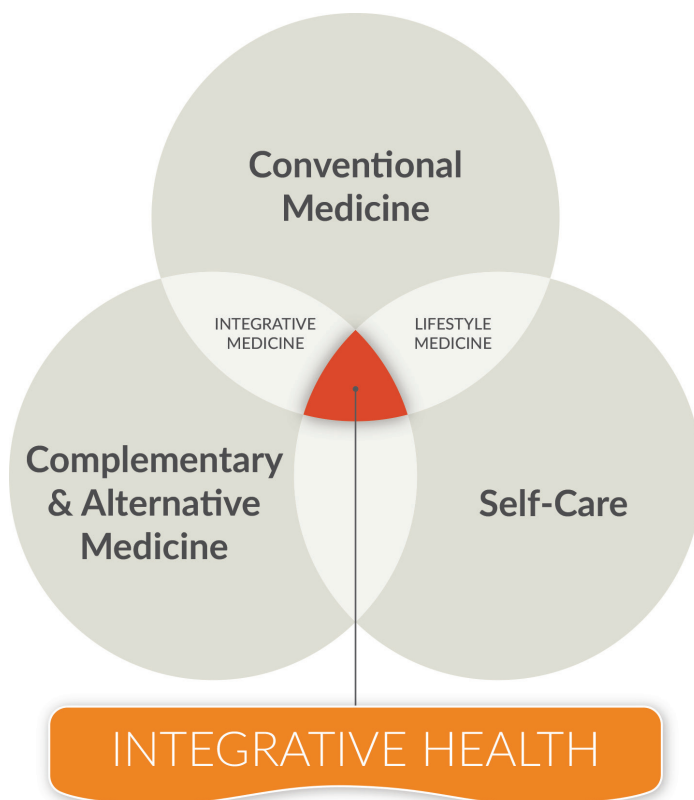 Conventional
Medicine
INTEGRATIVE
MEDICINE
LIFESTYLE
MEDICINE
Complementary
& Alternative
Medicine
Self-Care
INTEGRATIVE HEALTH